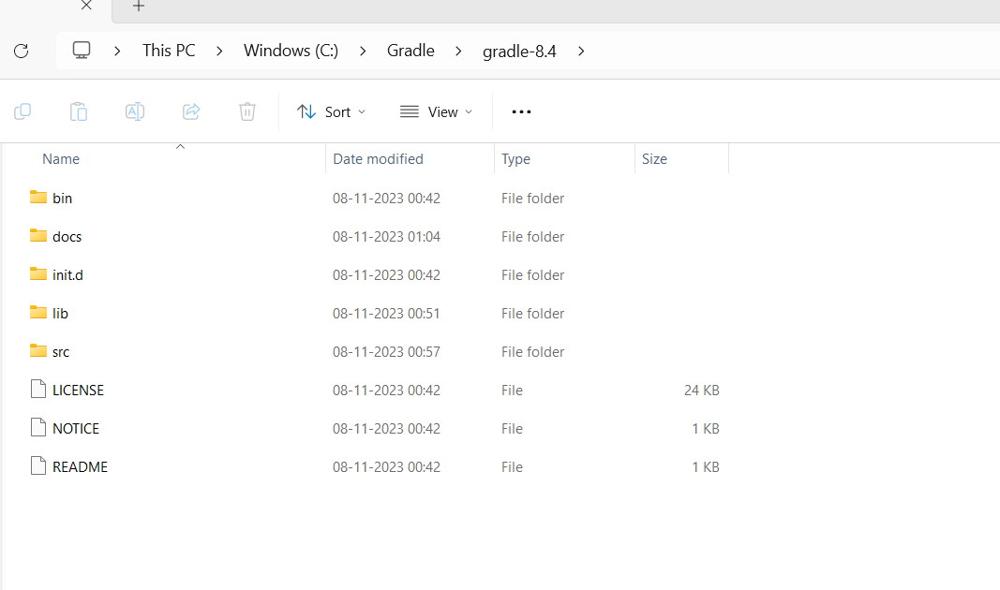 This PC > Windows (C:) > Gradle > gradle-8.4 >
Sort View
Name Date modified Type Size
bin 08-11-2023 00:42 File folder
docs 08-11-2023 01:04 File folder
init.d 08-11-2023 00:42 File folder
lib 08-11-2023 00:51 File folder
src 08-11-2023 00:57 File folder
LICENSE 08-11-2023 00:42 File 24 KB
NOTICE 08-11-2023 00:42 File 1 KB
README 08-11-2023 00:42 File 1 KB